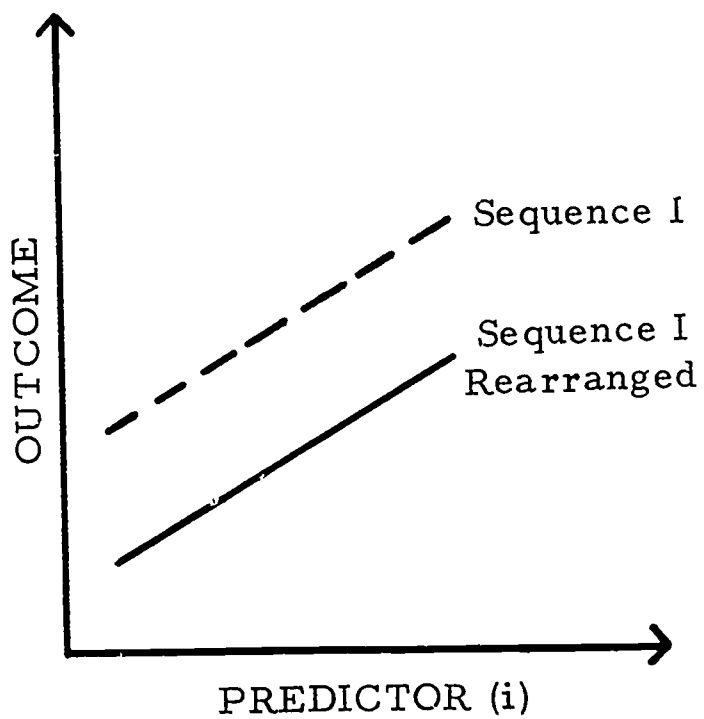 Sequence I
Sequence I
Rearranged
OUTCOME
PREDICTOR (i)